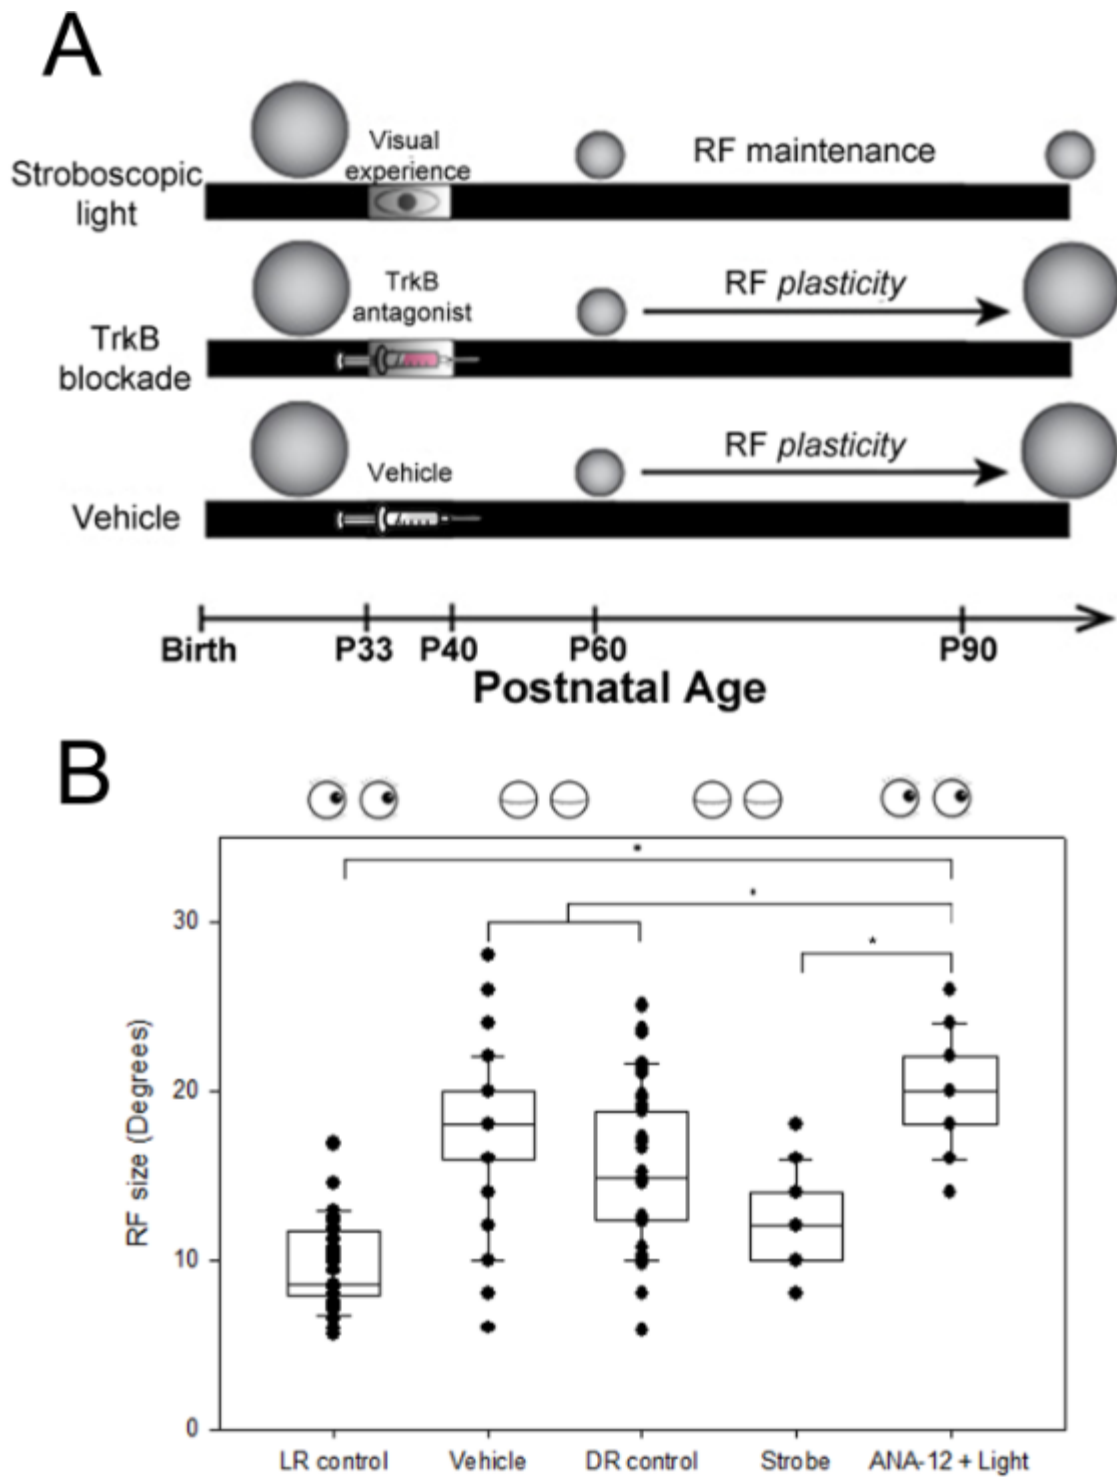 A
Stroboscopic
light
Visual
experience
RF maintenance
TrkB
blockade
TrkB
antagonist
RF plasticity
Vehicle
Vehicle
RF plasticity
Birth
P33
P40
P60
P90
Postnatal Age
B
*
*
*
RF size (Degrees)
30
20
10
0
LR control
Vehicle
DR control
Strobe
ANA-12 + Light